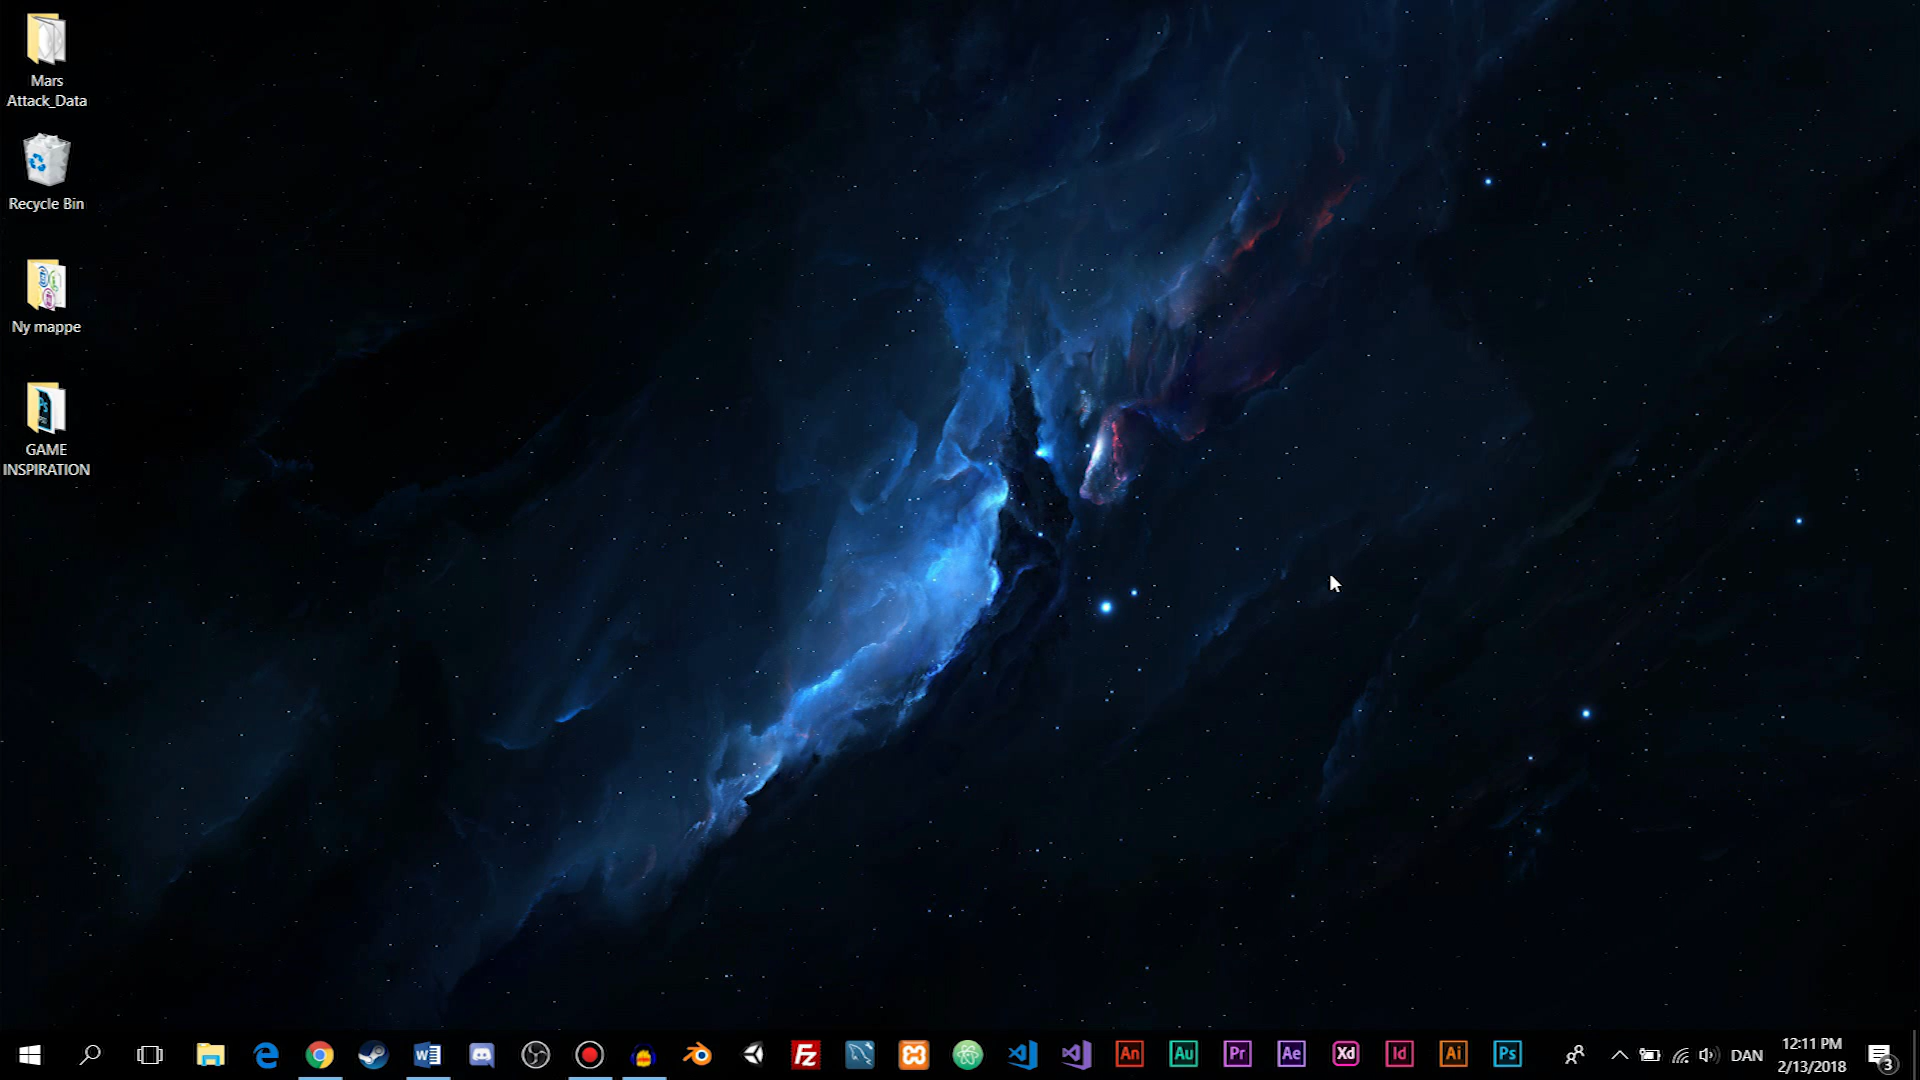 Mars
Attack_Data
Recycle Bin
Ny mappe
GAME
INSPIRATION
An
Au
Pr
Ae
Xd
Id
Ai
Ps
DAN
12:11 PM
2/13/2018
3